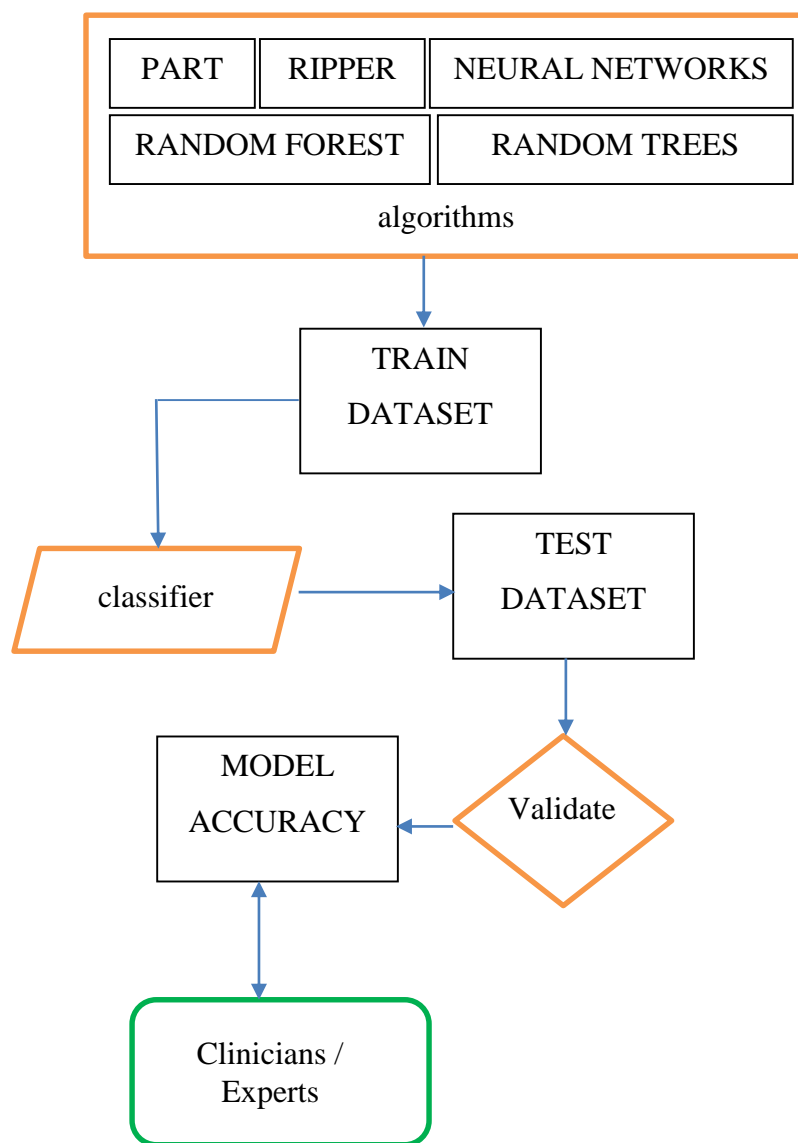 PART RIPPER NEURAL NETWORKS
RANDOM FOREST RANDOM TREES
algorithms
TRAIN
DATASET
classifier
TEST
DATASET
Validate
MODEL
ACCURACY
Clinicians /
Experts